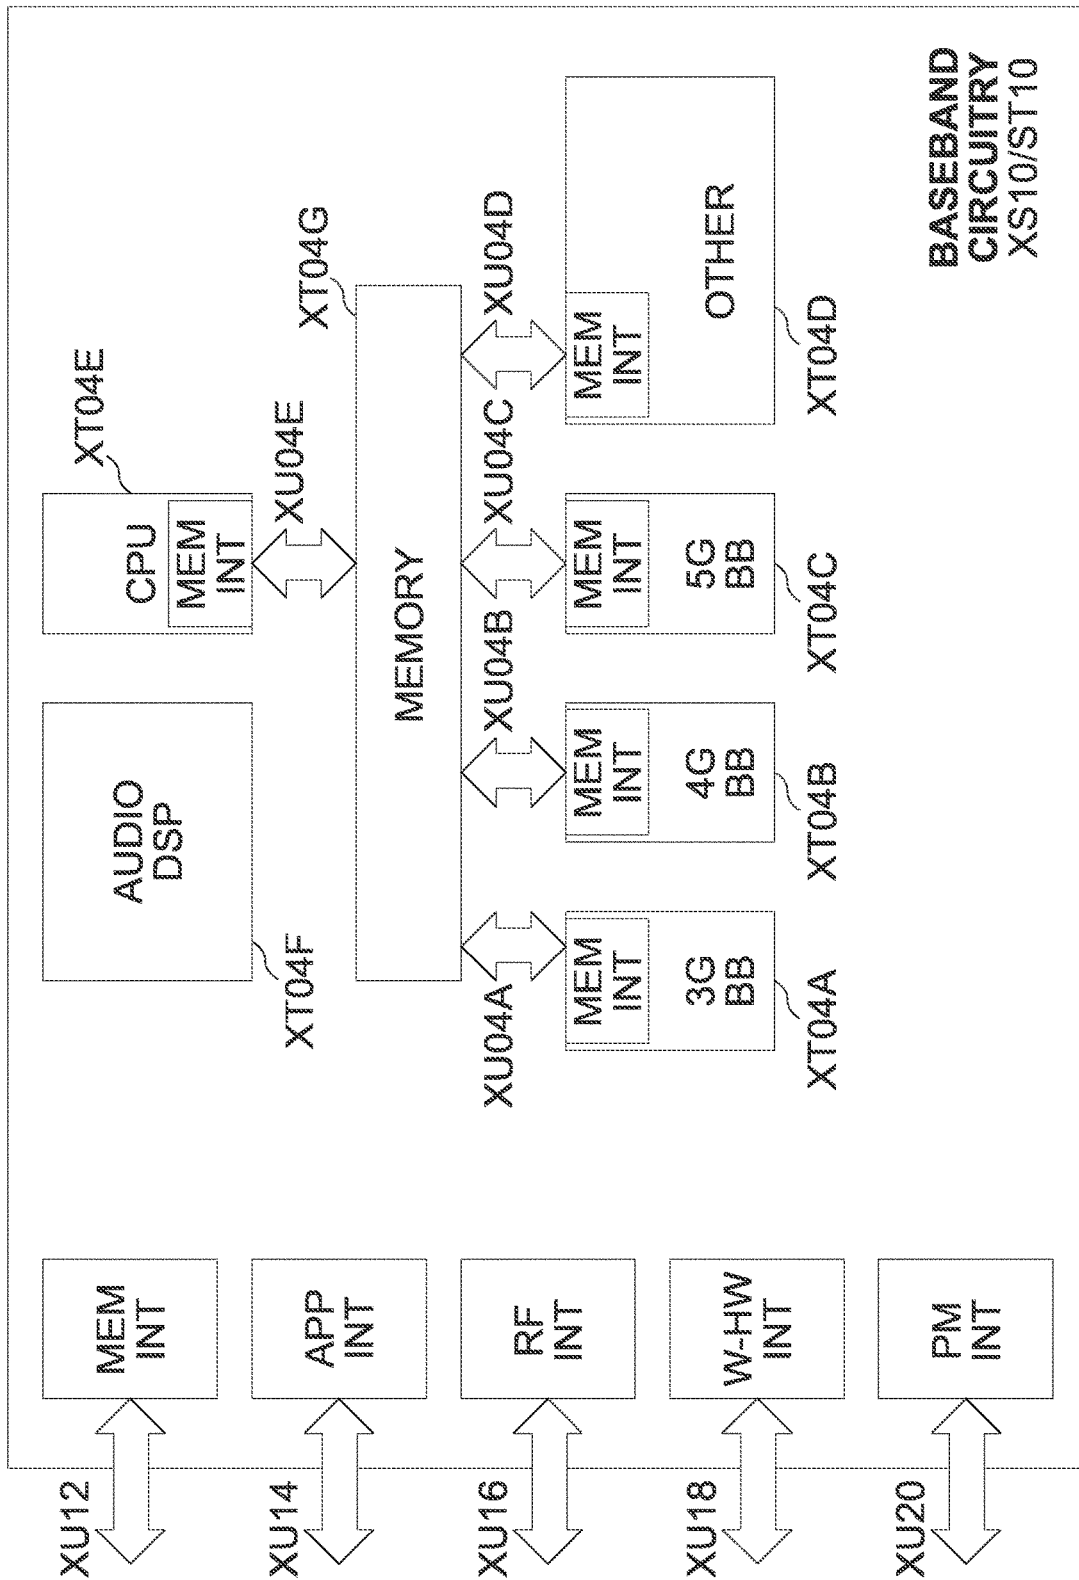 XU12
MEM
INT
XU14
APP
INT
XU16
RF
INT
XU18
W-HW
INT
XU20
PM
INT
AUDIO
DSP
XT04F
CPU
MEM
INT
XT04E
XU04E
XT04G
MEMORY
XU04A
XU04B
XU04C
XU04D
MEM
INT
3G
BB
XT04A
MEM
INT
4G
BB
XT04B
MEM
INT
5G
BB
XT04C
MEM
INT
OTHER
XT04D
BASEBAND
CIRCUITRY
XS10/ST10